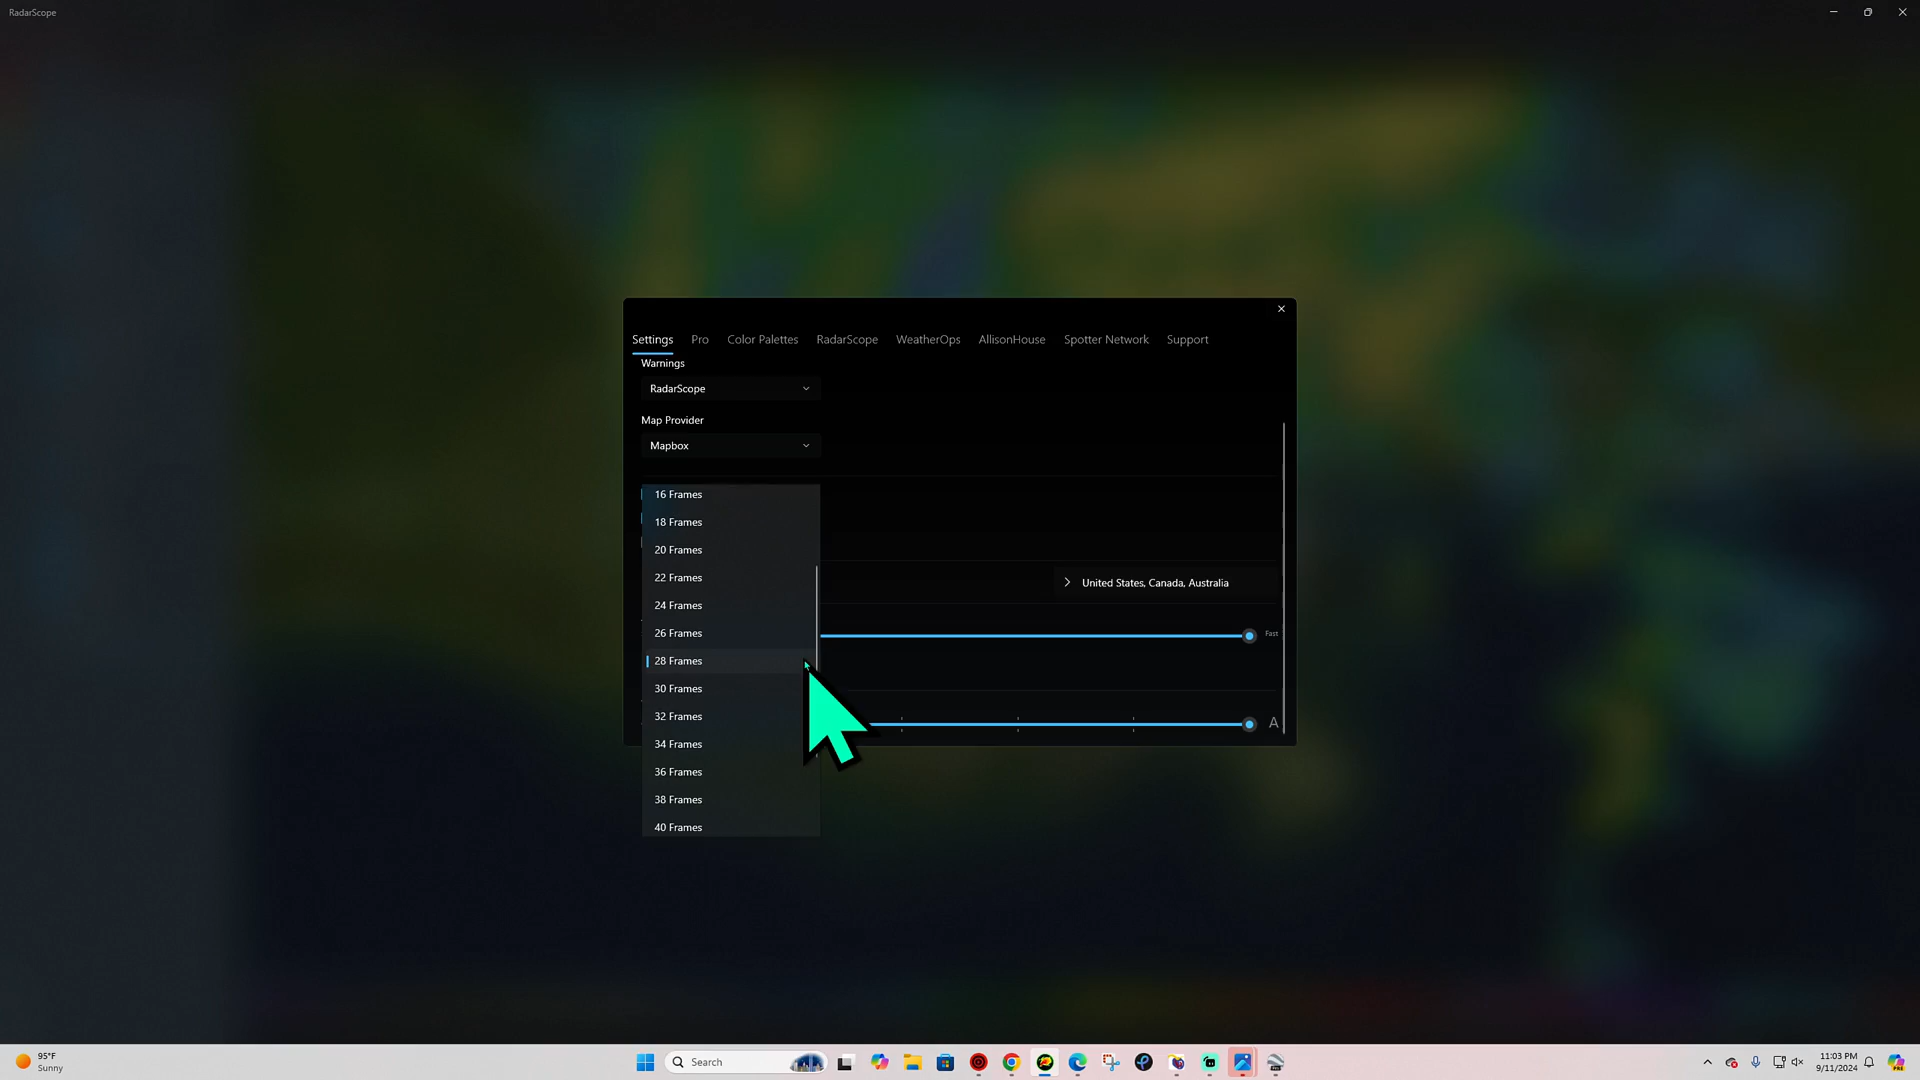 RadarScope
Settings Pro Color Palettes RadarScope WeatherOps AllisonHouse Spotter Network Support
Warnings
RadarScope
Map Provider
Mapbox
16 Frames
18 Frames
20 Frames
22 Frames
United States, Canada, Australia
24 Frames
26 Frames
Fast
28 Frames
30 Frames
32 Frames
A
34 Frames
36 Frames
38 Frames
40 Frames
95°F
Sunny
Search
11:03 PM
9/11/2024
PRE